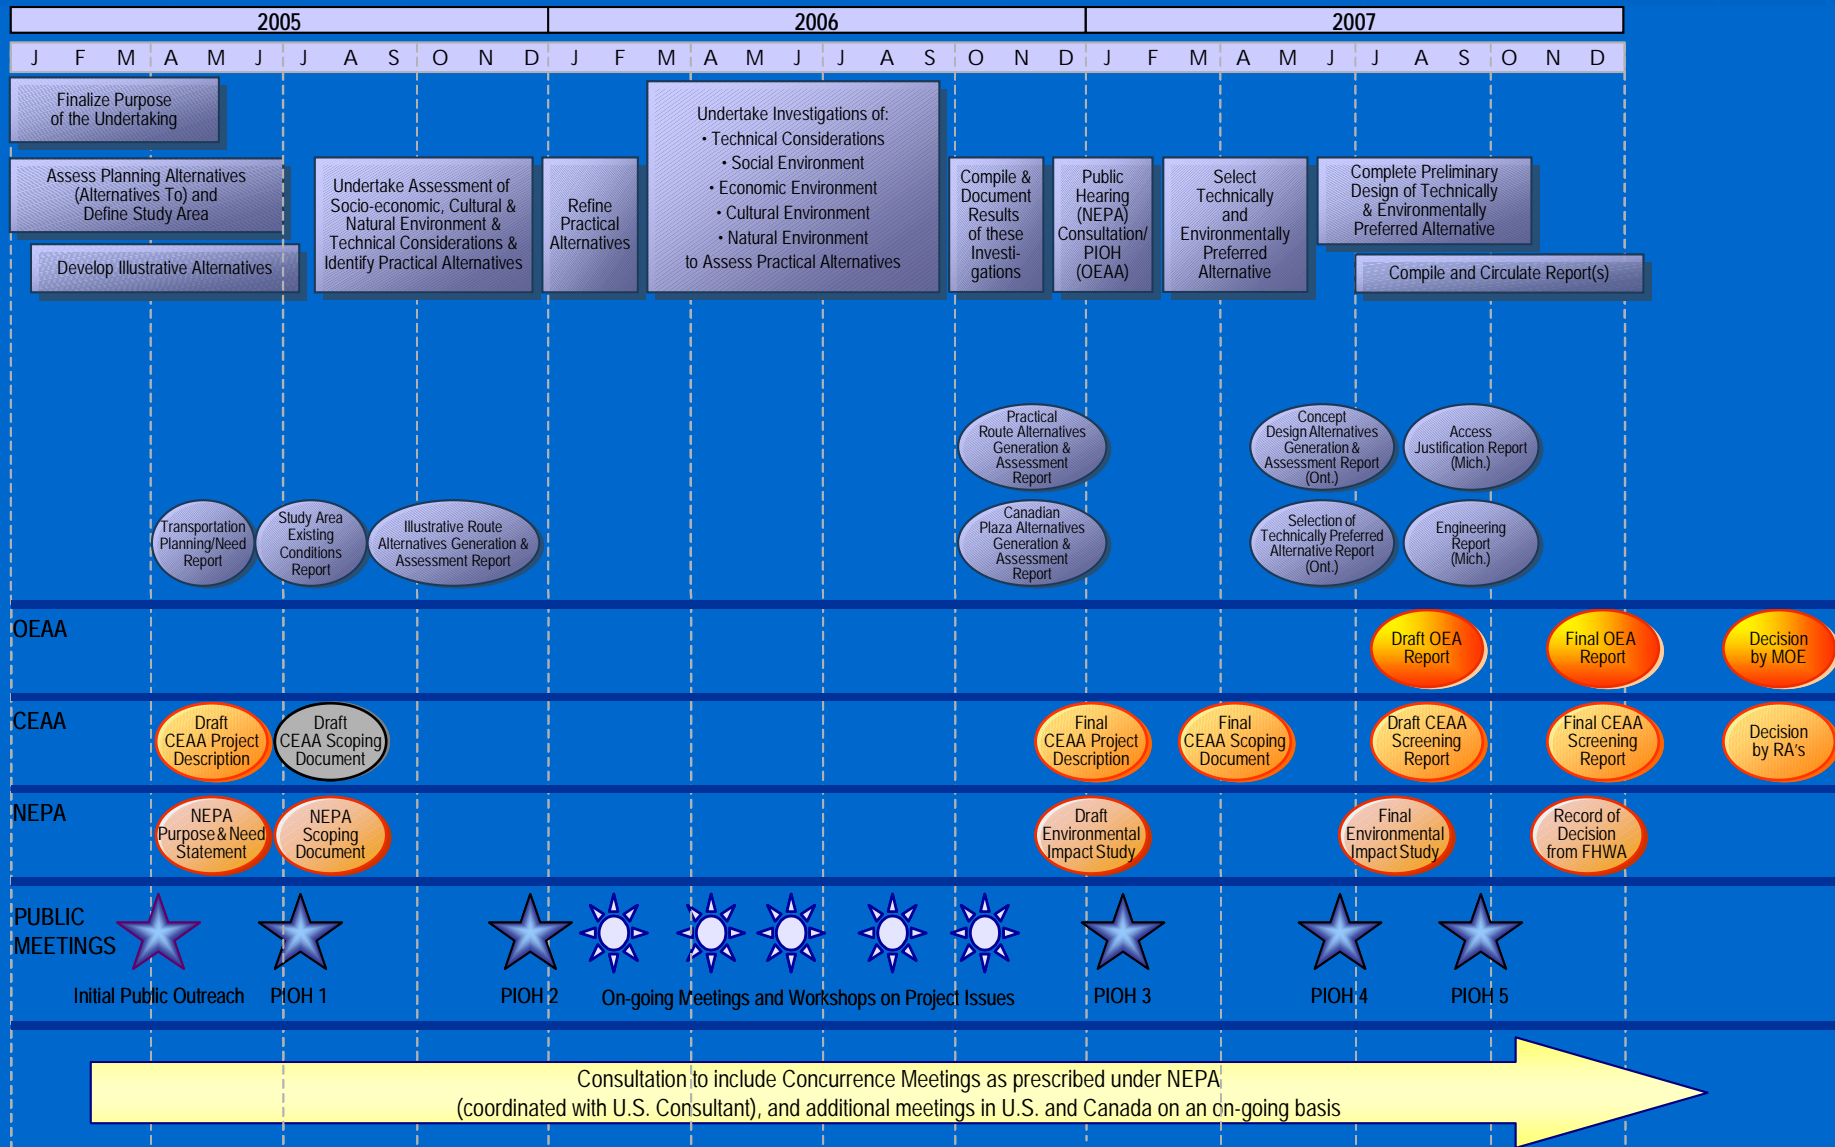 2005 2006 2007
J F M A M J J A S O N D J F M A M J J A S O N D J F M A M J J A S O N D
Finalize Purpose
of the Undertaking
Assess Planning Alternatives
(Alternatives To) and
Define Study Area
Develop Illustrative Alternatives
Undertake Assessment of
Socio-economic, Cultural &
Natural Environment &
Technical Considerations &
Identify Practical Alternatives
Refine
Practical
Alternatives
Undertake Investigations of:
• Technical Considerations
• Social Environment
• Economic Environment
• Cultural Environment
• Natural Environment
to Assess Practical Alternatives
Compile &
Document
Results
of these
Investi-
gations
Public
Hearing
(NEPA)
Consultation/
PIOH
(OEAA)
Select
Technically
and
Environmentally
Preferred
Alternative
Complete Preliminary
Design of Technically
& Environmentally
Preferred Alternative
Compile and Circulate Report(s)
Practical
Route Alternatives
Generation &
Assessment
Report
Concept
Design Alternatives
Generation &
Assessment Report
(Ont.)
Access
Justification Report
(Mich.)
Transportation
Planning/Need
Report
Study Area
Existing
Conditions
Report
Illustrative Route
Alternatives Generation &
Assessment Report
Canadian
Plaza Alternatives
Generation &
Assessment
Report
Selection of
Technically Preferred
Alternative Report
(Ont.)
Engineering
Report
(Mich.)
OEAA
Draft OEA
Report
Final OEA
Report
Decision
by MOE
CEAA
Draft
CEAA Project
Description
Draft
CEAA Scoping
Document
Final
CEAA Project
Description
Final
CEAA Scoping
Document
Draft CEAA
Screening
Report
Final CEAA
Screening
Report
Decision
by RA's
NEPA
NEPA
Purpose & Need
Statement
NEPA
Scoping
Document
Draft
Environmental
Impact Study
Final
Environmental
Impact Study
Record of
Decision
from FHWA
PUBLIC
MEETINGS
Initial Public Outreach
PIOH 1
PIOH 2
On-going Meetings and Workshops on Project Issues
PIOH 3
PIOH 4
PIOH 5
Consultation to include Concurrence Meetings as prescribed under NEPA
(coordinated with U.S. Consultant), and additional meetings in U.S. and Canada on an on-going basis